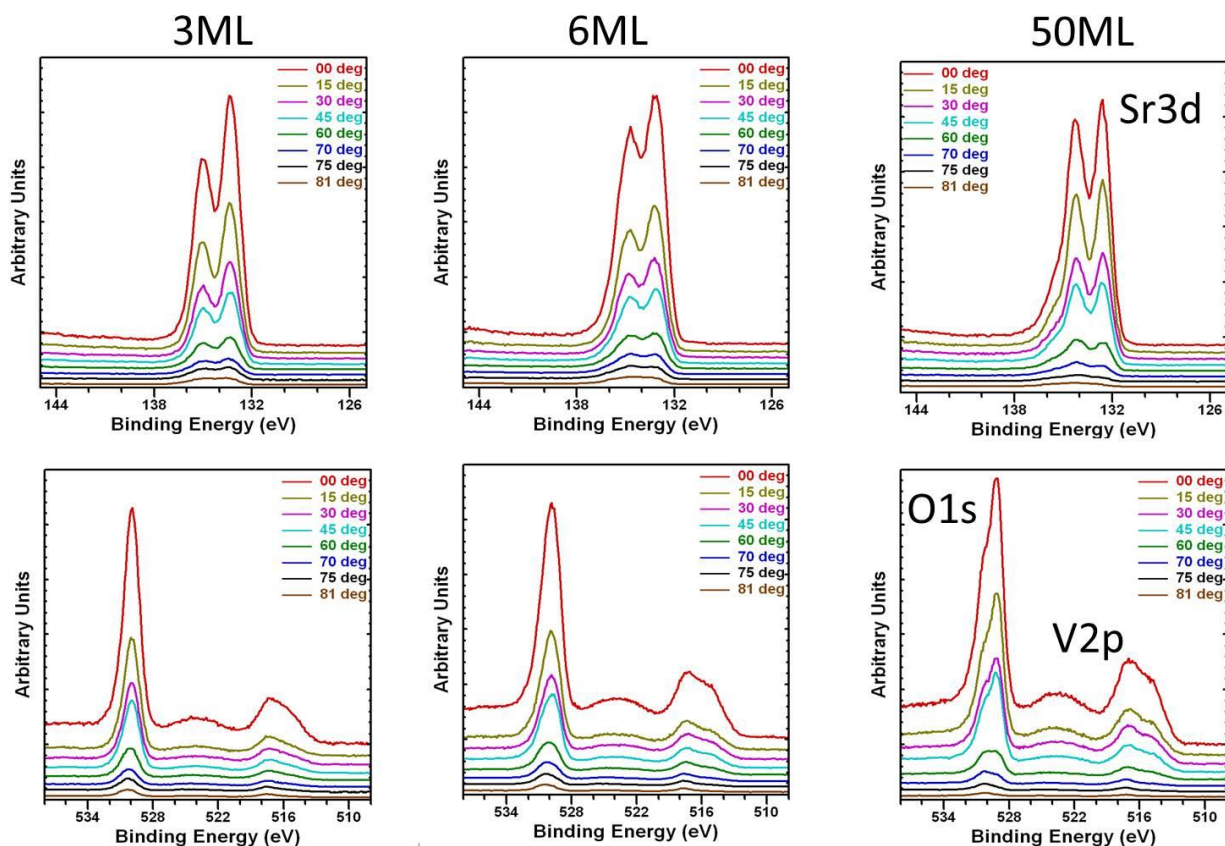 3ML
6ML
50ML
Arbitrary Units
00 deg
15 deg
30 deg
45 deg
60 deg
70 deg
75 deg
81 deg
144 138 132 126
Binding Energy (eV)
Arbitrary Units
00 deg
15 deg
30 deg
45 deg
60 deg
70 deg
75 deg
81 deg
144 138 132 126
Binding Energy (eV)
Arbitrary Units
00 deg
15 deg
30 deg
45 deg
60 deg
70 deg
75 deg
81 deg
Sr3d
144 138 132 126
Binding Energy (eV)
Arbitrary Units
00 deg
15 deg
30 deg
45 deg
60 deg
70 deg
75 deg
81 deg
534 528 522 516 510
Binding Energy (eV)
Arbitrary Units
00 deg
15 deg
30 deg
45 deg
60 deg
70 deg
75 deg
81 deg
534 528 522 516 510
Binding Energy (eV)
Arbitrary Units
O1s
00 deg
15 deg
30 deg
45 deg
60 deg
70 deg
75 deg
81 deg
V2p
534 528 522 516 510
Binding Energy (eV)